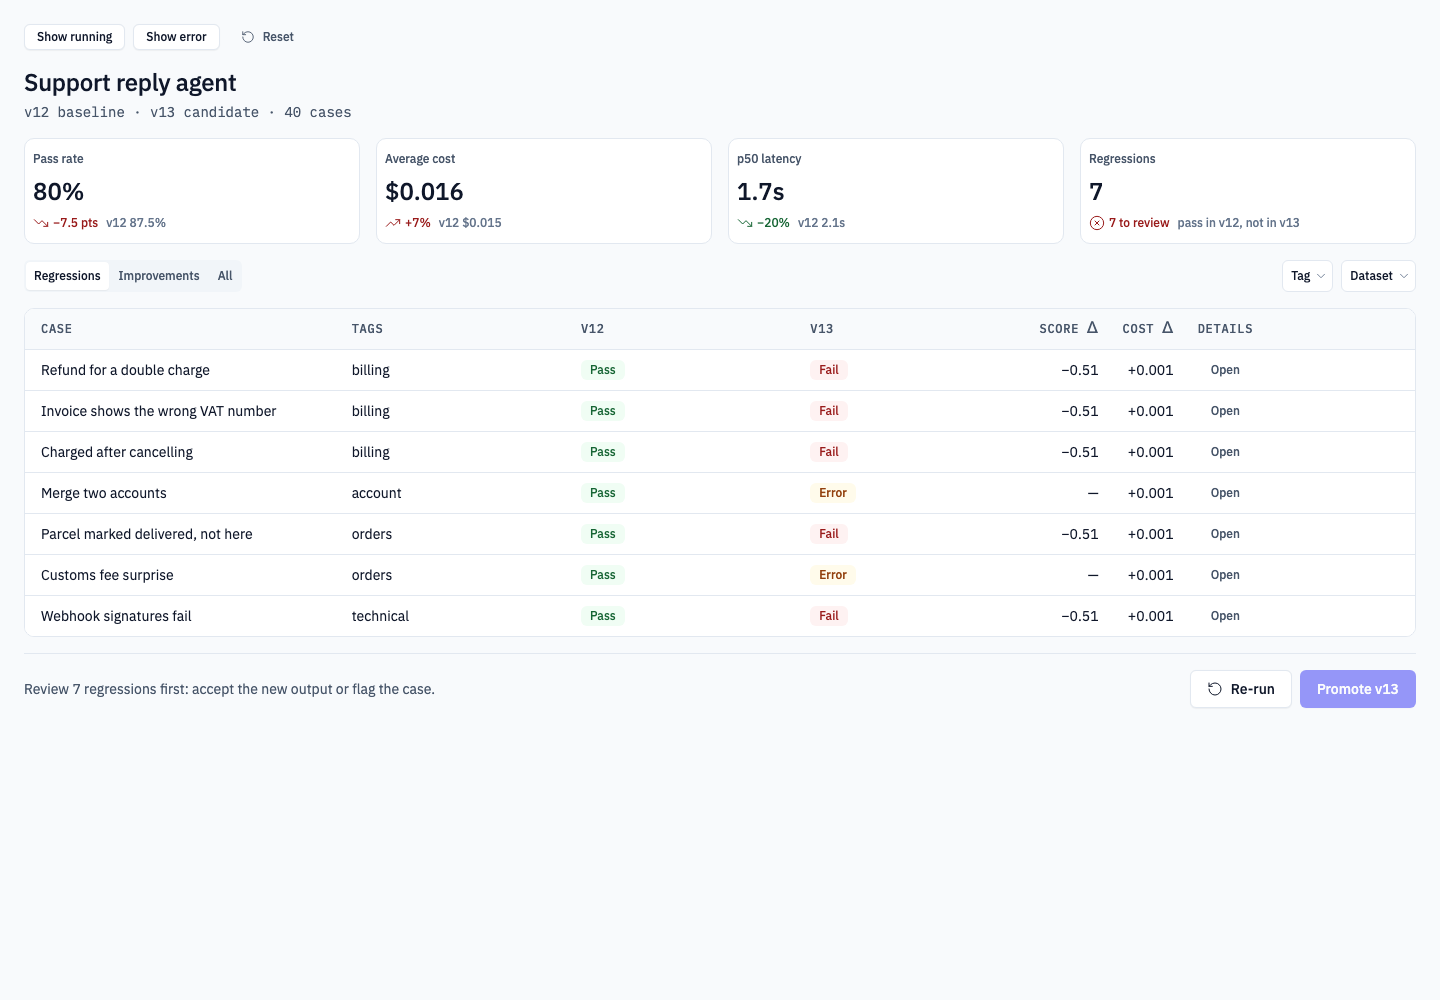 Show running Show error Reset
Support reply agent
v12 baseline · v13 candidate · 40 cases
Pass rate
80%
−7.5 pts v12 87.5%
Average cost
$0.016
+7% v12 $0.015
p50 latency
1.7s
−20% v12 2.1s
Regressions
7
7 to review pass in v12, not in v13
Regressions Improvements All Tag Dataset
CASE TAGS V12 V13 SCORE Δ COST Δ DETAILS
Refund for a double charge billing Pass Fail −0.51 +0.001 Open
Invoice shows the wrong VAT number billing Pass Fail −0.51 +0.001 Open
Charged after cancelling billing Pass Fail −0.51 +0.001 Open
Merge two accounts account Pass Error — +0.001 Open
Parcel marked delivered, not here orders Pass Fail −0.51 +0.001 Open
Customs fee surprise orders Pass Error — +0.001 Open
Webhook signatures fail technical Pass Fail −0.51 +0.001 Open
Review 7 regressions first: accept the new output or flag the case. Re-run Promote v13